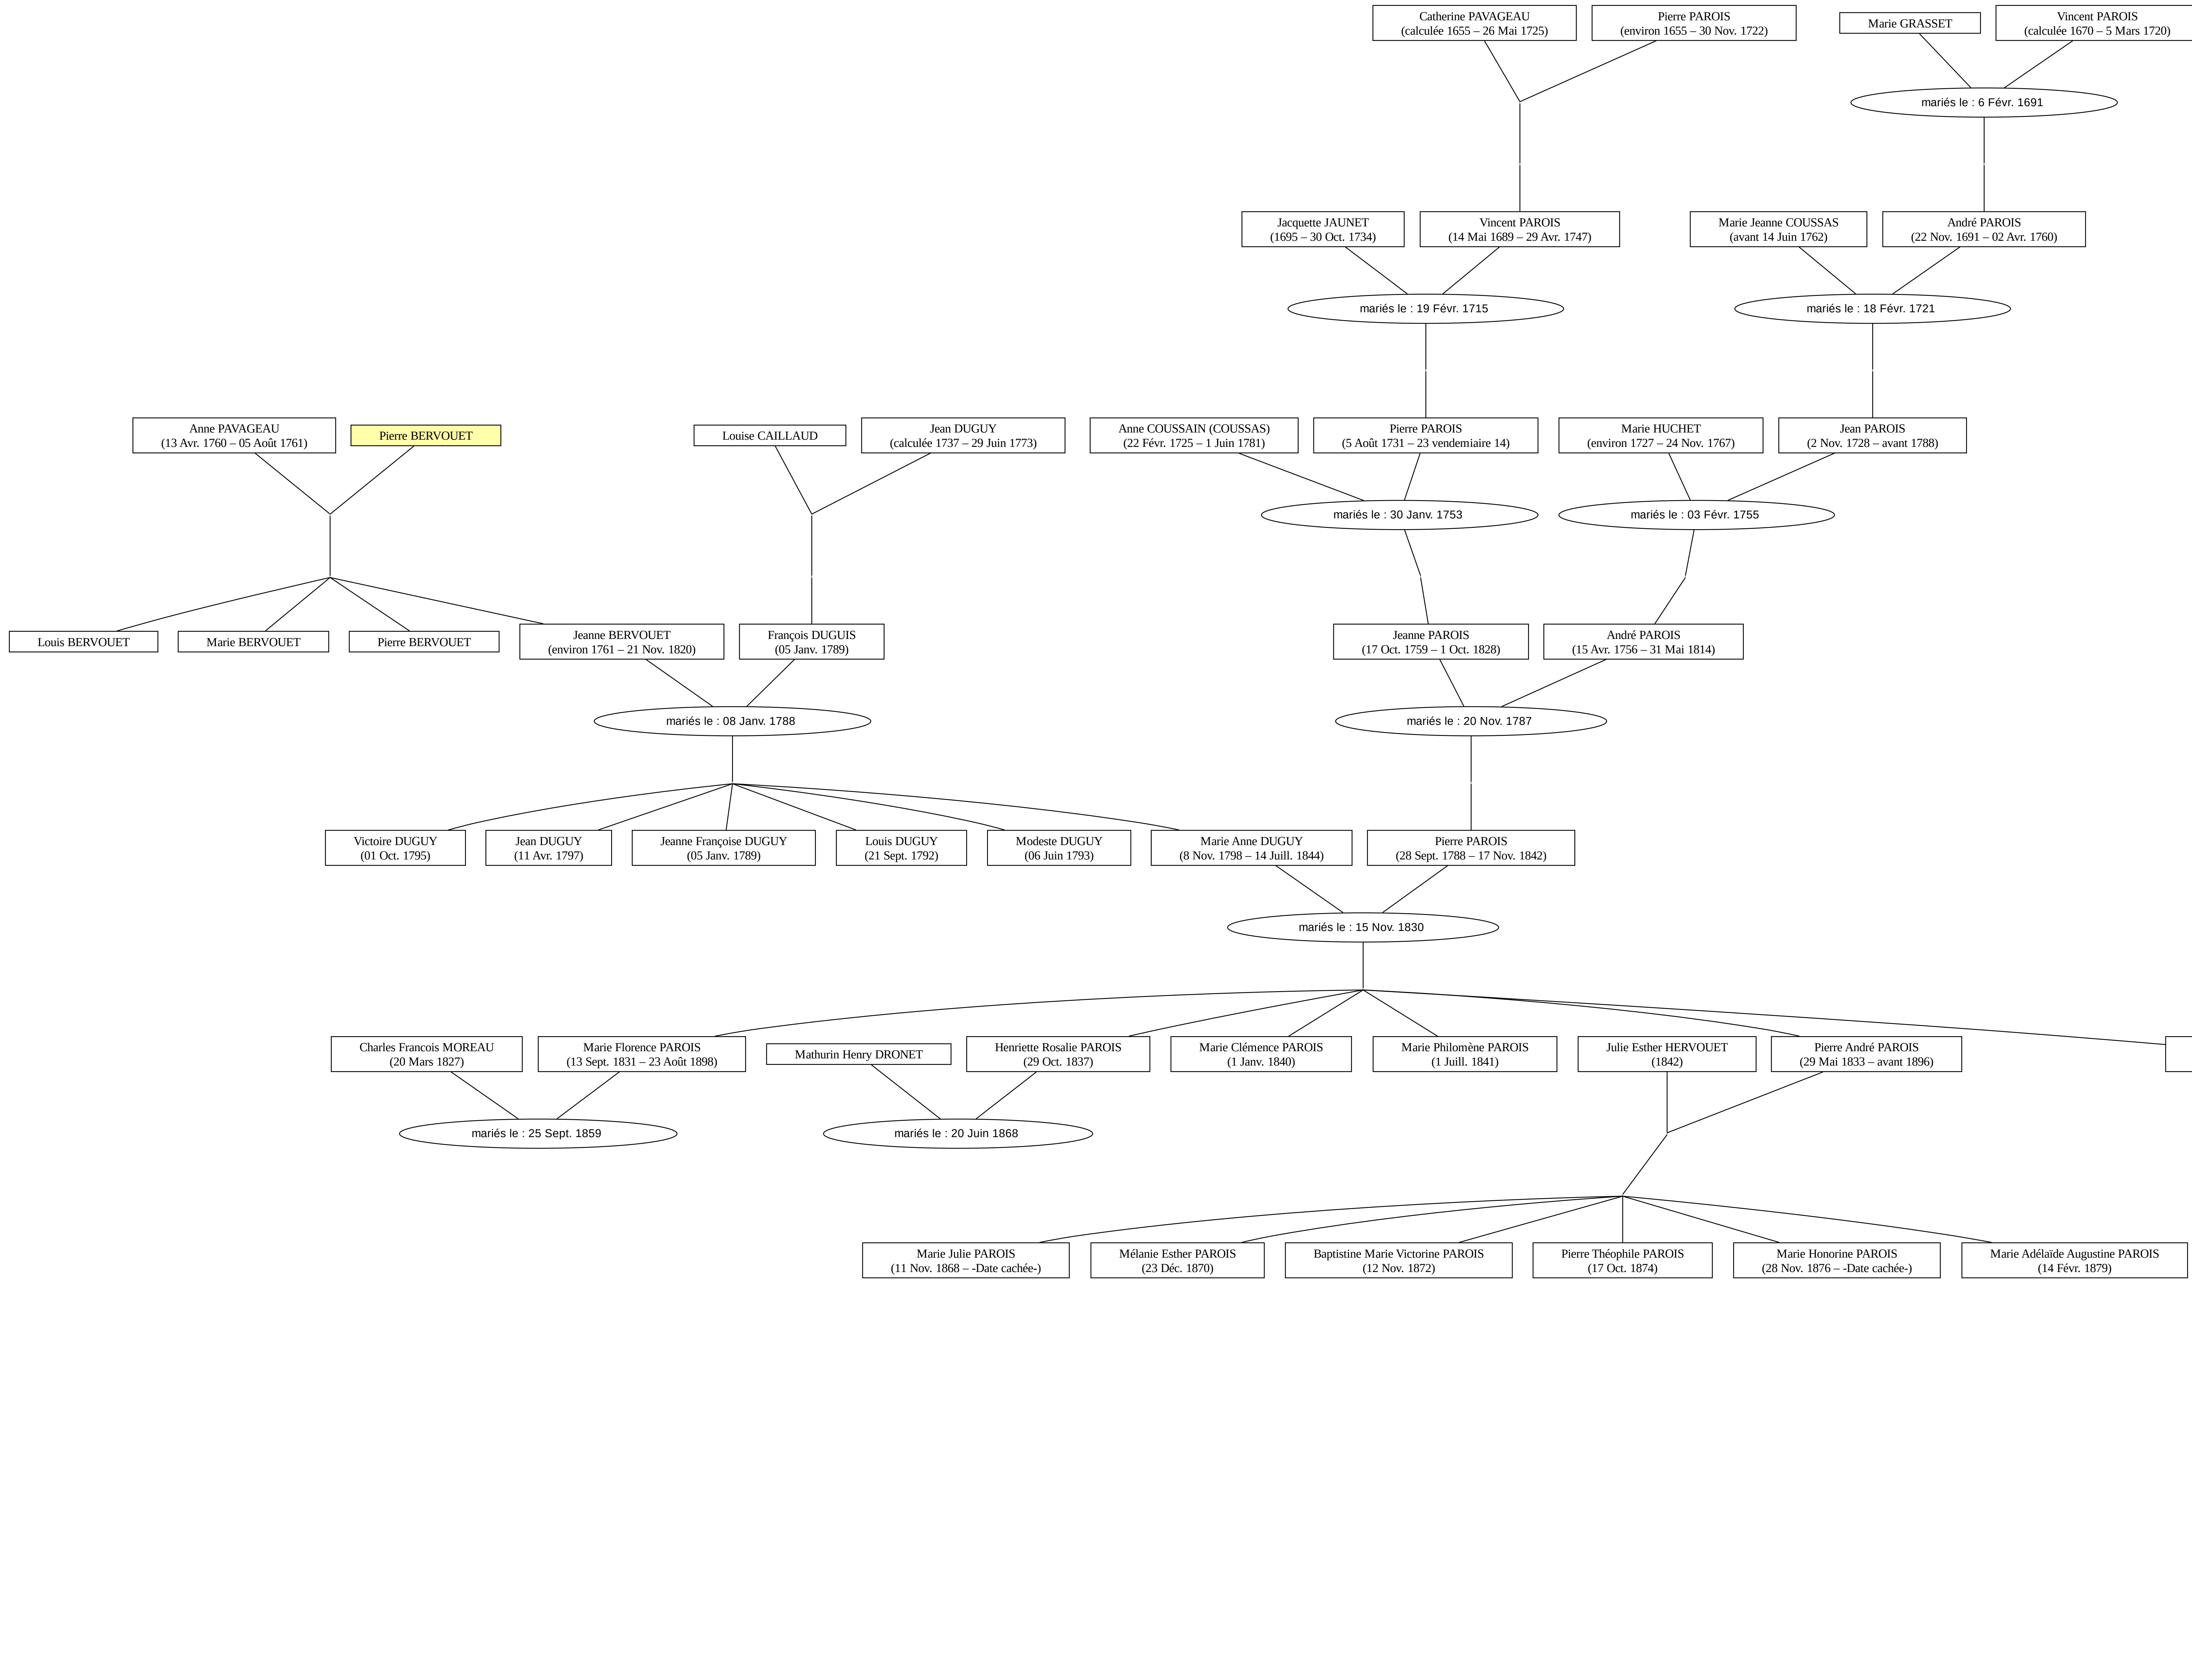 Catherine PAVAGEAU
(calculée 1655 – 26 Mai 1725)
Pierre PAROIS
(environ 1655 – 30 Nov. 1722)
Marie GRASSET
Vincent PAROIS
(calculée 1670 – 5 Mars 1720)
mariés le : 6 Févr. 1691
Jacquette JAUNET
(1695 – 30 Oct. 1734)
Vincent PAROIS
(14 Mai 1689 – 29 Avr. 1747)
Marie Jeanne COUSSAS
(avant 14 Juin 1762)
André PAROIS
(22 Nov. 1691 – 02 Avr. 1760)
mariés le : 19 Févr. 1715
mariés le : 18 Févr. 1721
Anne PAVAGEAU
(13 Avr. 1760 – 05 Août 1761)
Pierre BERVOUET
Louise CAILLAUD
Jean DUGUY
(calculée 1737 – 29 Juin 1773)
Anne COUSSAIN (COUSSAS)
(22 Févr. 1725 – 1 Juin 1781)
Pierre PAROIS
(5 Août 1731 – 23 vendemiaire 14)
Marie HUCHET
(environ 1727 – 24 Nov. 1767)
Jean PAROIS
(2 Nov. 1728 – avant 1788)
mariés le : 30 Janv. 1753
mariés le : 03 Févr. 1755
Louis BERVOUET
Marie BERVOUET
Pierre BERVOUET
Jeanne BERVOUET
(environ 1761 – 21 Nov. 1820)
François DUGUIS
(05 Janv. 1789)
Jeanne PAROIS
(17 Oct. 1759 – 1 Oct. 1828)
André PAROIS
(15 Avr. 1756 – 31 Mai 1814)
mariés le : 08 Janv. 1788
mariés le : 20 Nov. 1787
Victoire DUGUY
(01 Oct. 1795)
Jean DUGUY
(11 Avr. 1797)
Jeanne Françoise DUGUY
(05 Janv. 1789)
Louis DUGUY
(21 Sept. 1792)
Modeste DUGUY
(06 Juin 1793)
Marie Anne DUGUY
(8 Nov. 1798 – 14 Juill. 1844)
Pierre PAROIS
(28 Sept. 1788 – 17 Nov. 1842)
mariés le : 15 Nov. 1830
Charles Francois MOREAU
(20 Mars 1827)
Marie Florence PAROIS
(13 Sept. 1831 – 23 Août 1898)
Mathurin Henry DRONET
Henriette Rosalie PAROIS
(29 Oct. 1837)
Marie Clémence PAROIS
(1 Janv. 1840)
Marie Philomène PAROIS
(1 Juill. 1841)
Julie Esther HERVOUET
(1842)
Pierre André PAROIS
(29 Mai 1833 – avant 1896)
mariés le : 25 Sept. 1859
mariés le : 20 Juin 1868
Marie Julie PAROIS
(11 Nov. 1868 – -Date cachée-)
Mélanie Esther PAROIS
(23 Déc. 1870)
Baptistine Marie Victorine PAROIS
(12 Nov. 1872)
Pierre Théophile PAROIS
(17 Oct. 1874)
Marie Honorine PAROIS
(28 Nov. 1876 – -Date cachée-)
Marie Adélaïde Augustine PAROIS
(14 Févr. 1879)